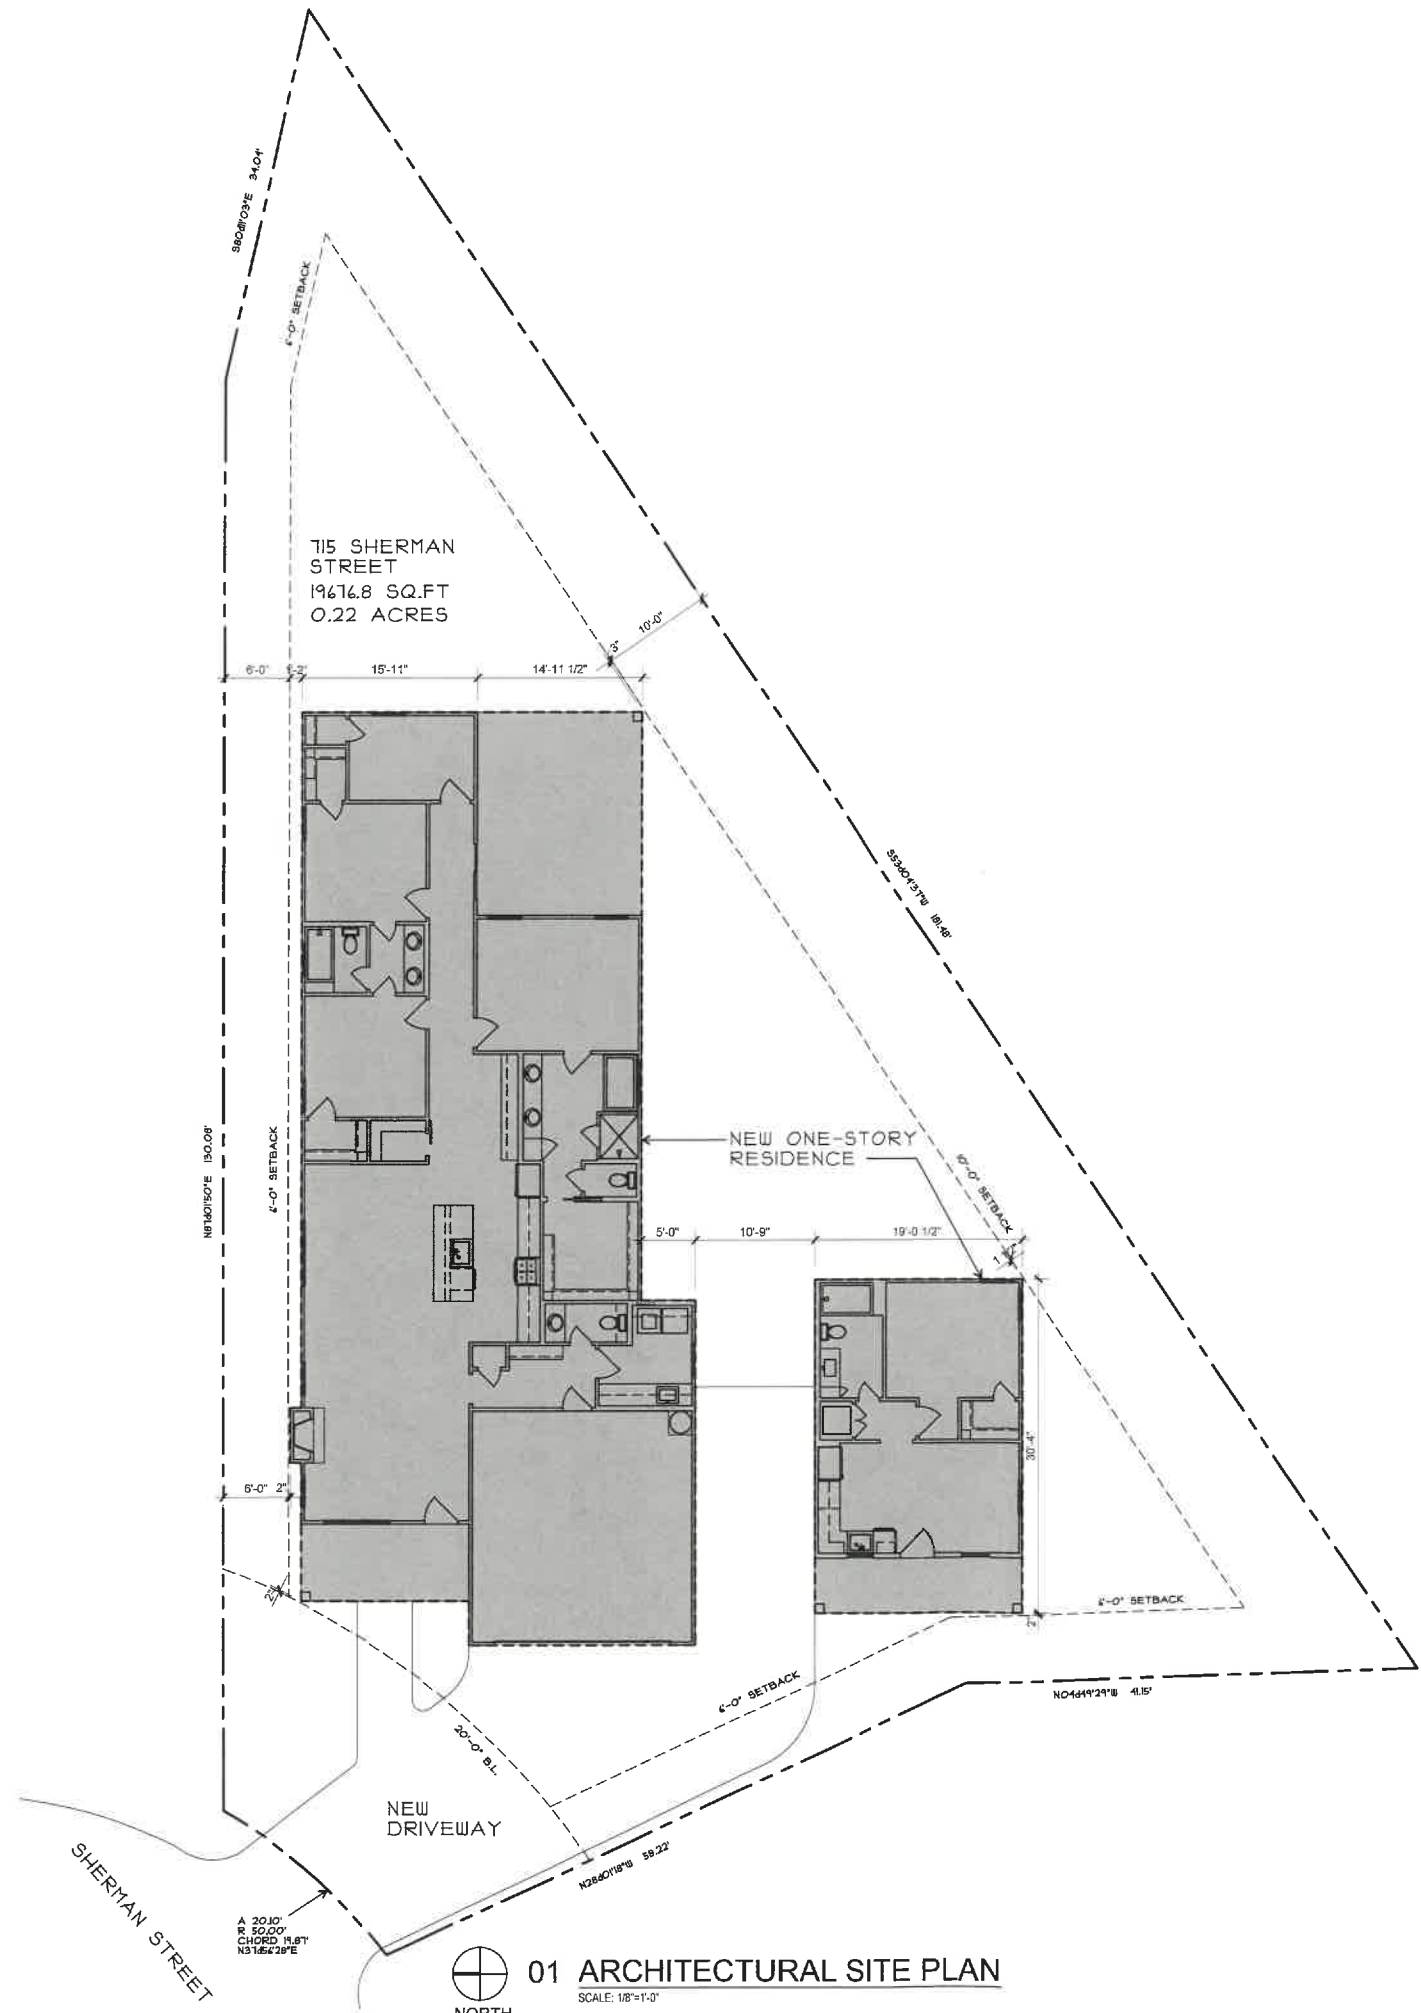 S80d11'03"E 34.04'
6'-0" SETBACK
715 SHERMAN
STREET
19676.8 SQ.FT
0.22 ACRES
10'-0"
3"
6'-0" 1'-2" 15'-11" 14'-11 1/2"
S53d04'37"W 181.48'
N87d01'50"E 130.08'
6'-0" SETBACK
NEW ONE-STORY
RESIDENCE
10'-0" SETBACK
5'-0" 10'-9" 19'-0 1/2"
30'-4"
6'-0" 2"
2"
6'-0" SETBACK
2"
6'-0" SETBACK
N04d49'29"W 41.15'
20'-0" B.L.
NEW
DRIVEWAY
N28d01'18"W 58.22'
SHERMAN STREET
A 20.10'
R 50.00'
CHORD 19.87'
N37d56'28"E
01 ARCHITECTURAL SITE PLAN
SCALE: 1/8"=1'-0"
NORTH